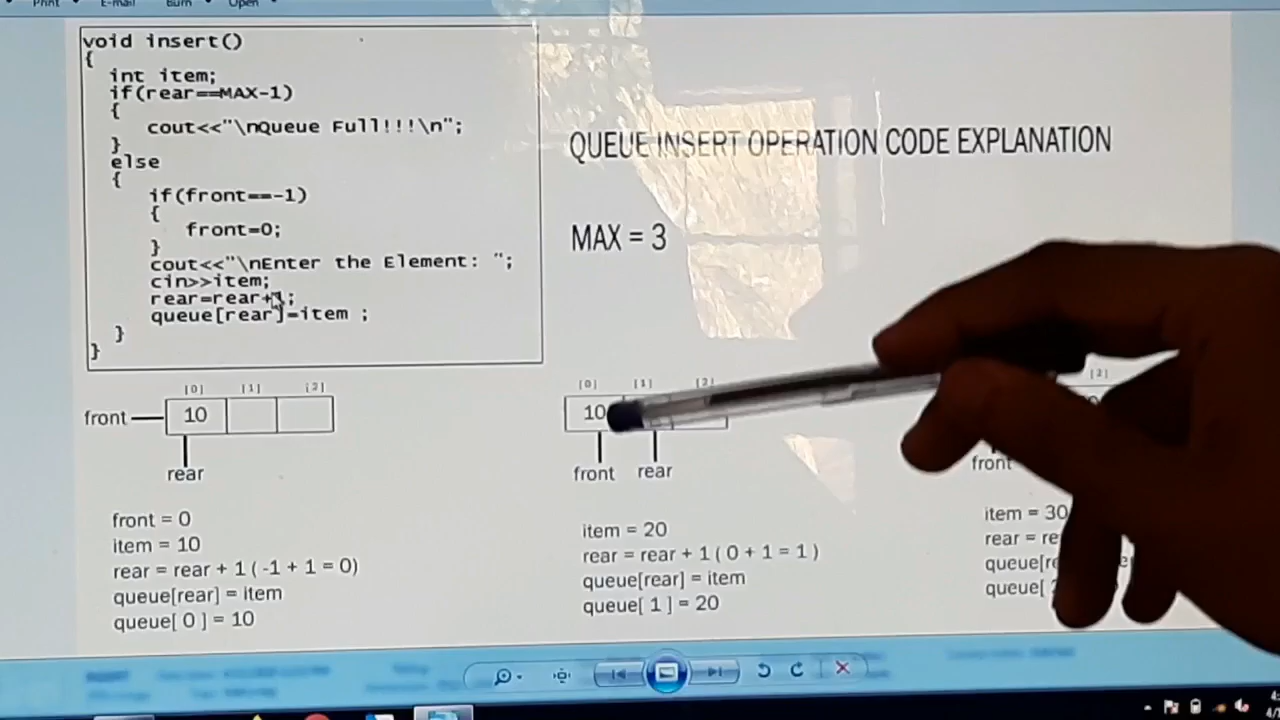 Print
E-mail
Burn
Open
void insert()
{
int item;
if(rear==MAX-1)
{
cout<<"\nQueue Full!!!\n";
}
else
{
if(front==-1)
{
front=0;
}
cout<<"\nEnter the Element: ";
cin>>item;
rear=rear+1;
queue[rear]=item ;
}
}
QUEUE INSERT OPERATION CODE EXPLANATION
MAX = 3
[0] [1] [2]
front 10
rear
front = 0
item = 10
rear = rear + 1 ( -1 + 1 = 0)
queue[rear] = item
queue[ 0 ] = 10
[0] [1] [2]
10
front rear
item = 20
rear = rear + 1 ( 0 + 1 = 1 )
queue[rear] = item
queue[ 1 ] = 20
[2]
front
item = 30
rear =